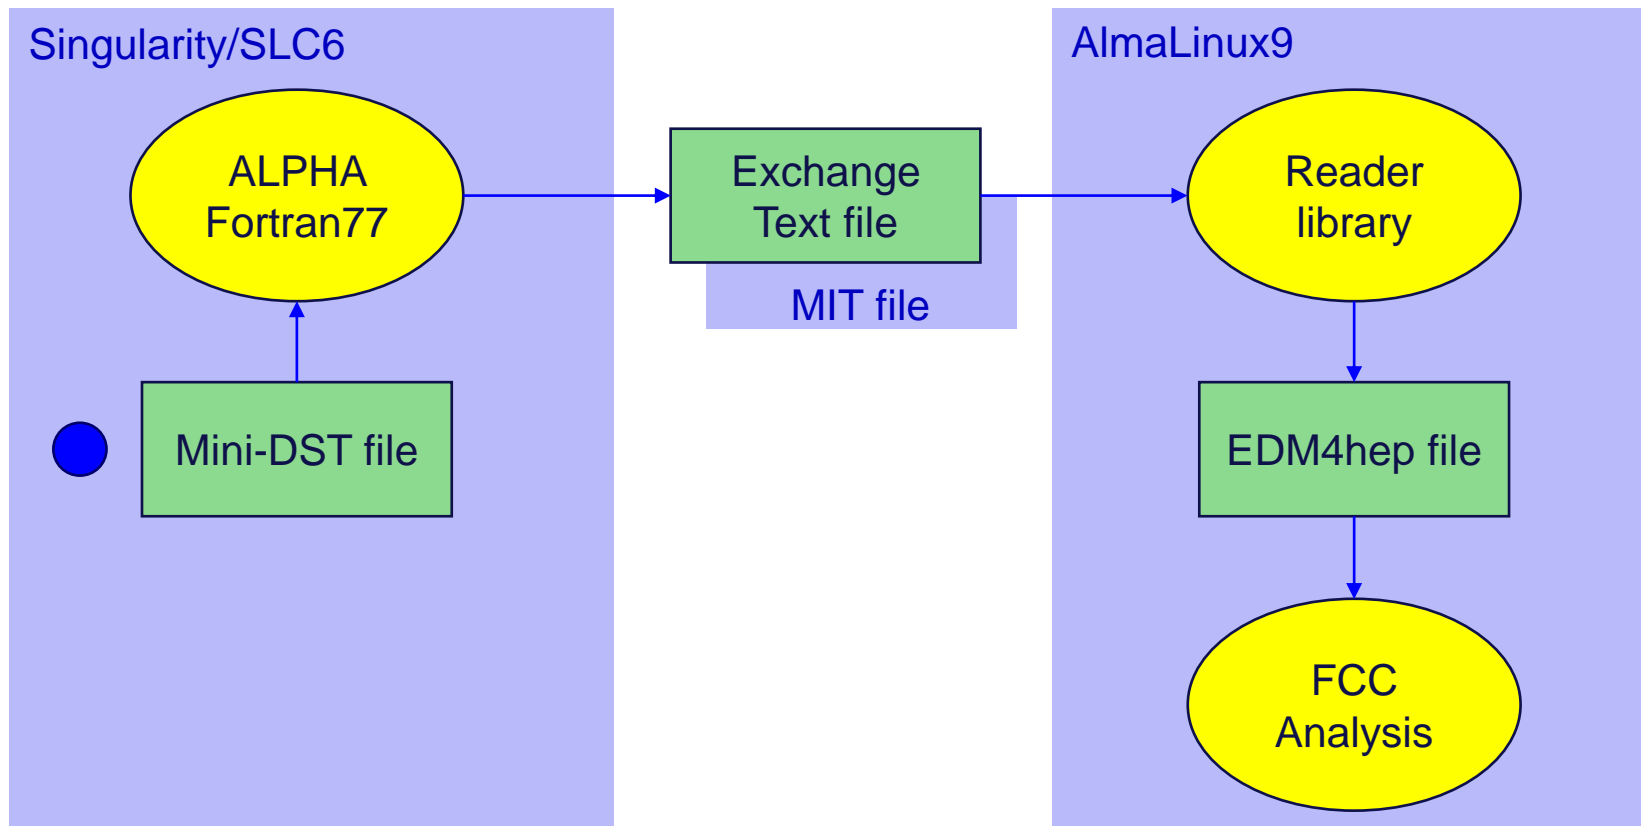 Singularity/SLC6
ALPHA
Fortran77
Mini-DST file
Exchange
Text file
MIT file
AlmaLinux9
Reader
library
EDM4hep file
FCC
Analysis